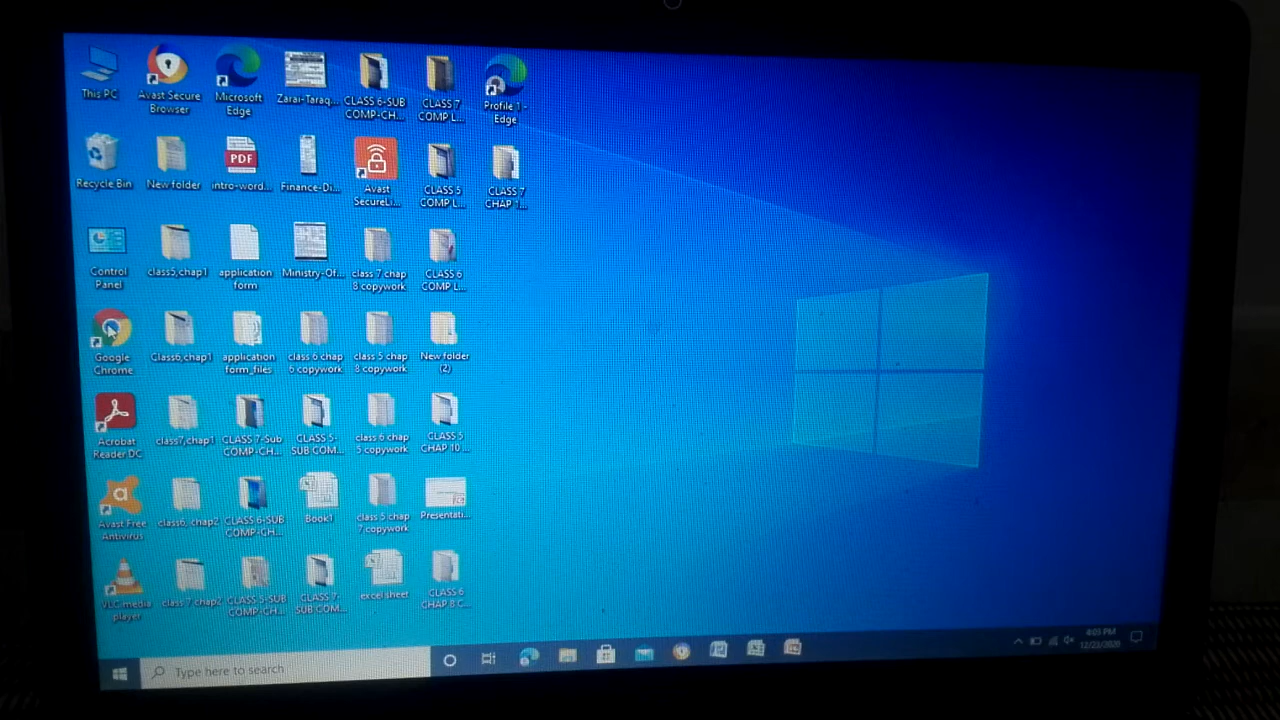 This PC
Avast Secure
Browser
Microsoft
Edge
Zarai-Taraq...
CLASS 6-SUB
COMP-CH...
CLASS 7
COMP L...
Profile 1 -
Edge
Recycle Bin
New folder
PDF
intro-word...
Finance-Di...
Avast
SecureLi...
CLASS 5
COMP L...
CLASS 7
CHAP 1...
Control
Panel
class5,chap1
application
form
Ministry-Of...
class 7 chap
8 copywork
CLASS 6
COMP L...
Google
Chrome
Class6,chap1
application
form_files
class 6 chap
6 copywork
class 5 chap
8 copywork
New folder
(2)
Acrobat
Reader DC
class7,chap1
CLASS 7-Sub
COMP-CH...
CLASS 5-
SUB COM...
class 6 chap
5 copywork
CLASS 5
CHAP 10 ...
Avast Free
Antivirus
class6, chap2
CLASS 6-SUB
COMP-CH...
Book1
class 5 chap
7 copywork
Presentati...
VLC media
player
class 7 chap2
CLASS 5-SUB
COMP-CH...
CLASS 7-
SUB COM...
excel sheet
CLASS 6
CHAP 8 C...
Type here to search
4:03 PM
12/23/2020